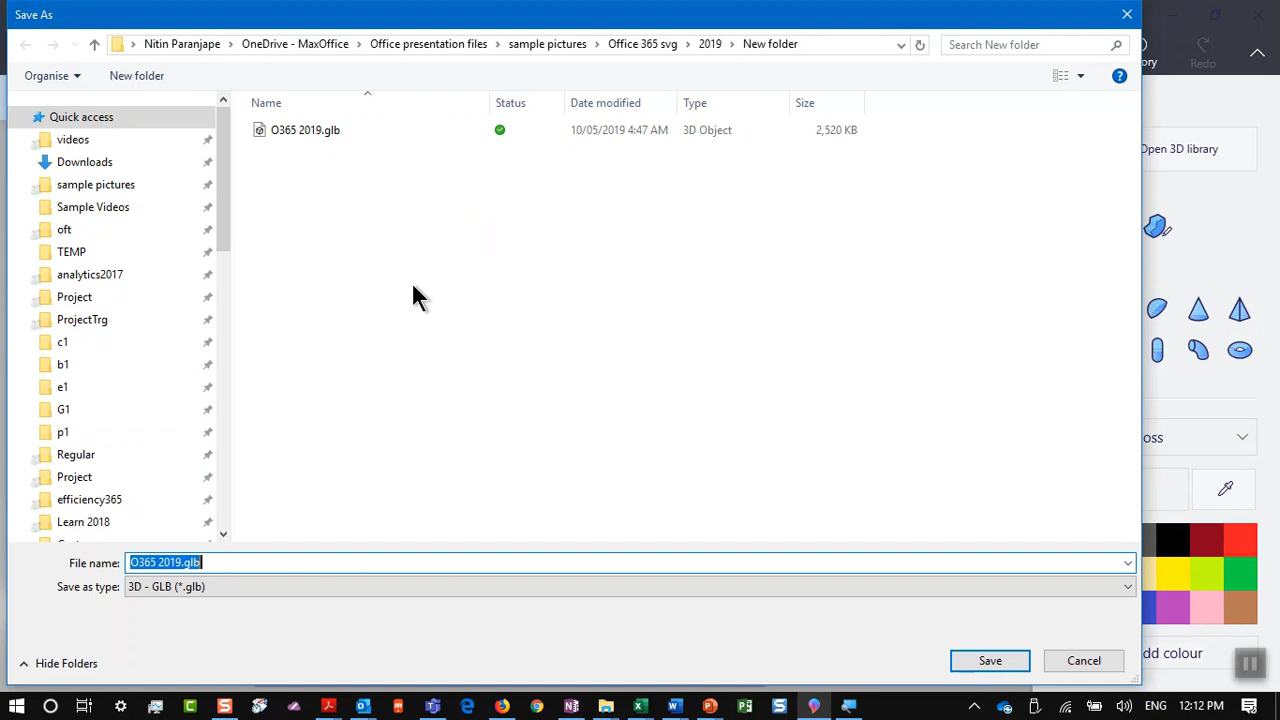 Save As
Nitin Paranjape > OneDrive - MaxOffice > Office presentation files > sample pictures > Office 365 svg > 2019 > New folder
Search New folder
ory
Redo
Organise
New folder
Name
Status
Date modified
Type
Size
Quick access
O365 2019.glb
10/05/2019 4:47 AM
3D Object
2,520 KB
videos
Downloads
sample pictures
Sample Videos
oft
TEMP
analytics2017
Project
ProjectTrg
c1
b1
e1
G1
p1
Regular
Project
efficiency365
Learn 2018
Open 3D library
oss
dd colour
File name:
O365 2019.glb
Save as type:
3D - GLB (*.glb)
Hide Folders
Save
Cancel
ENG
12:12 PM